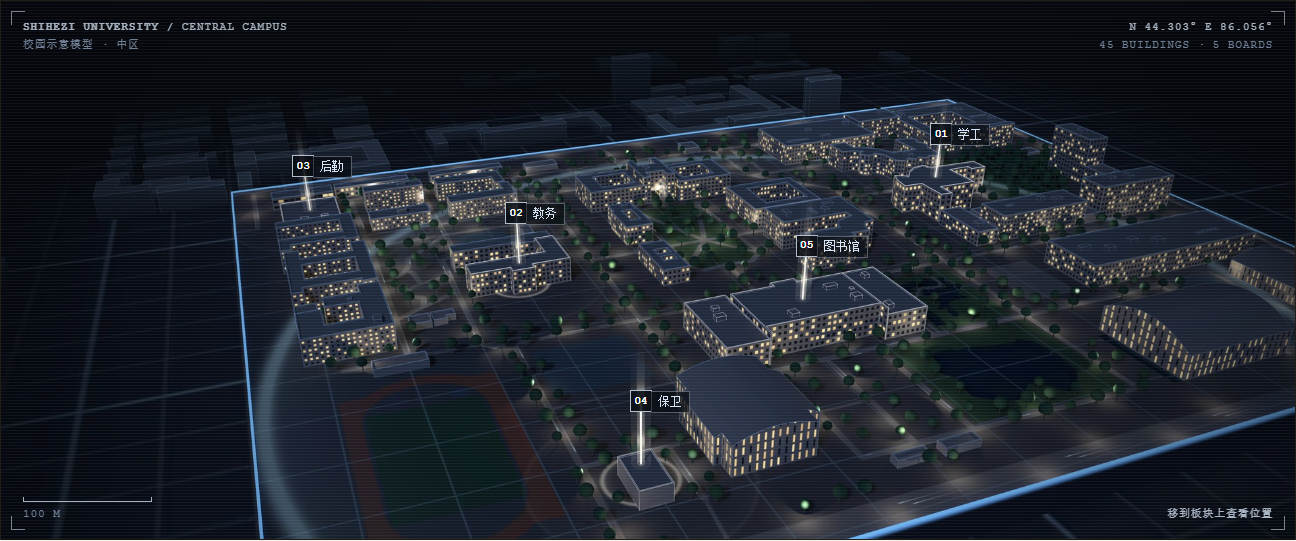 SHIHEZI UNIVERSITY / CENTRAL CAMPUS
校园示意模型 · 中区
N 44.303° E 86.056°
45 BUILDINGS · 5 BOARDS
01 学工
03 后勤
02 教务
05 图书馆
04 保卫
100 M
移到板块上查看位置